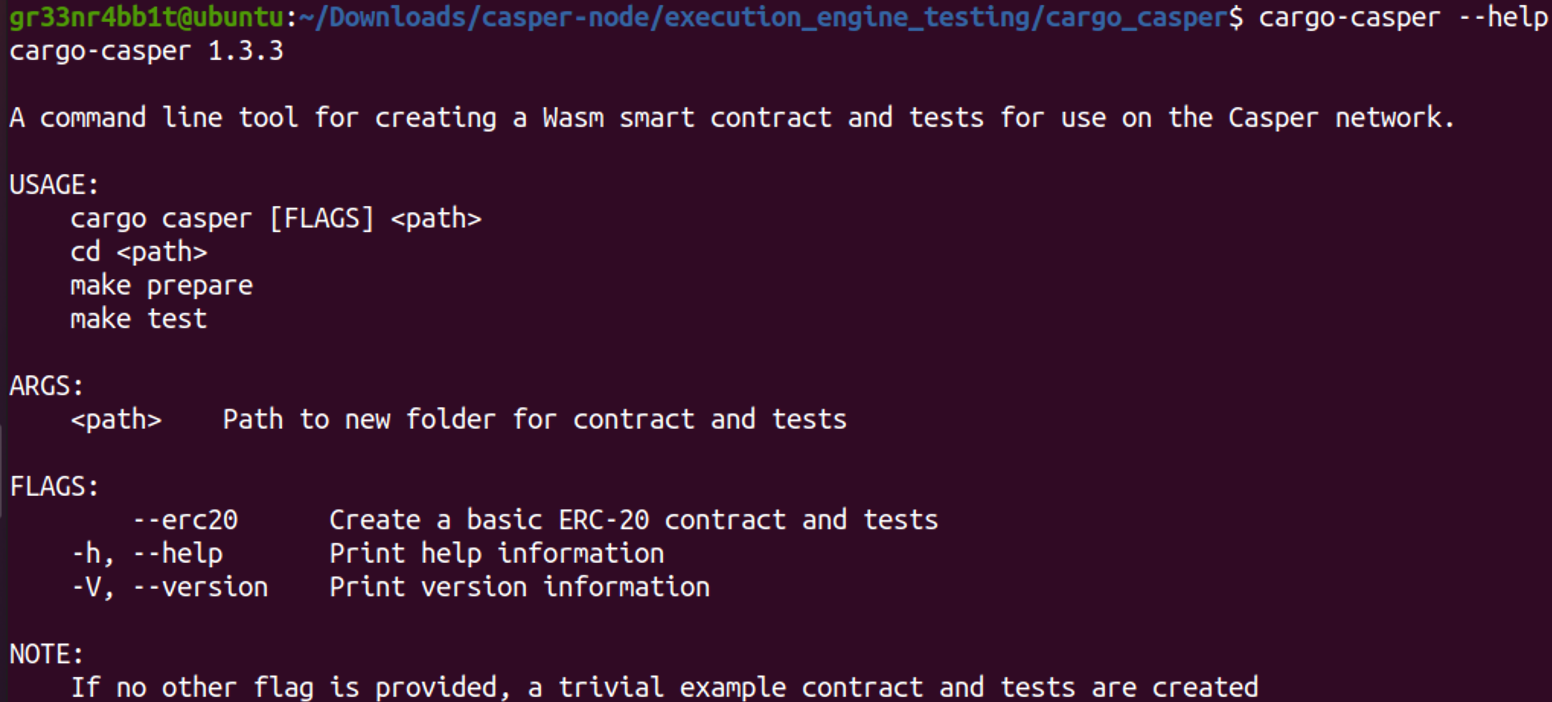 gr33nr4bb1t@ubuntu:~/Downloads/casper-node/execution_engine_testing/cargo_casper$ cargo-casper --help
cargo-casper 1.3.3
A command line tool for creating a Wasm smart contract and tests for use on the Casper network.
USAGE:
    cargo casper [FLAGS] <path>
    cd <path>
    make prepare
    make test
ARGS:
    <path>    Path to new folder for contract and tests
FLAGS:
        --erc20      Create a basic ERC-20 contract and tests
    -h, --help       Print help information
    -V, --version    Print version information
NOTE:
    If no other flag is provided, a trivial example contract and tests are created